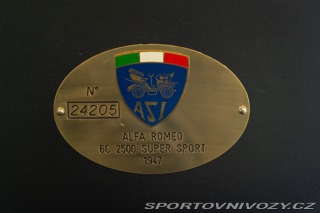 ASI
N°
24205
ALFA ROMEO
6C 2500 SUPER SPORT
1947
SPORTOVNIVOZY.CZ